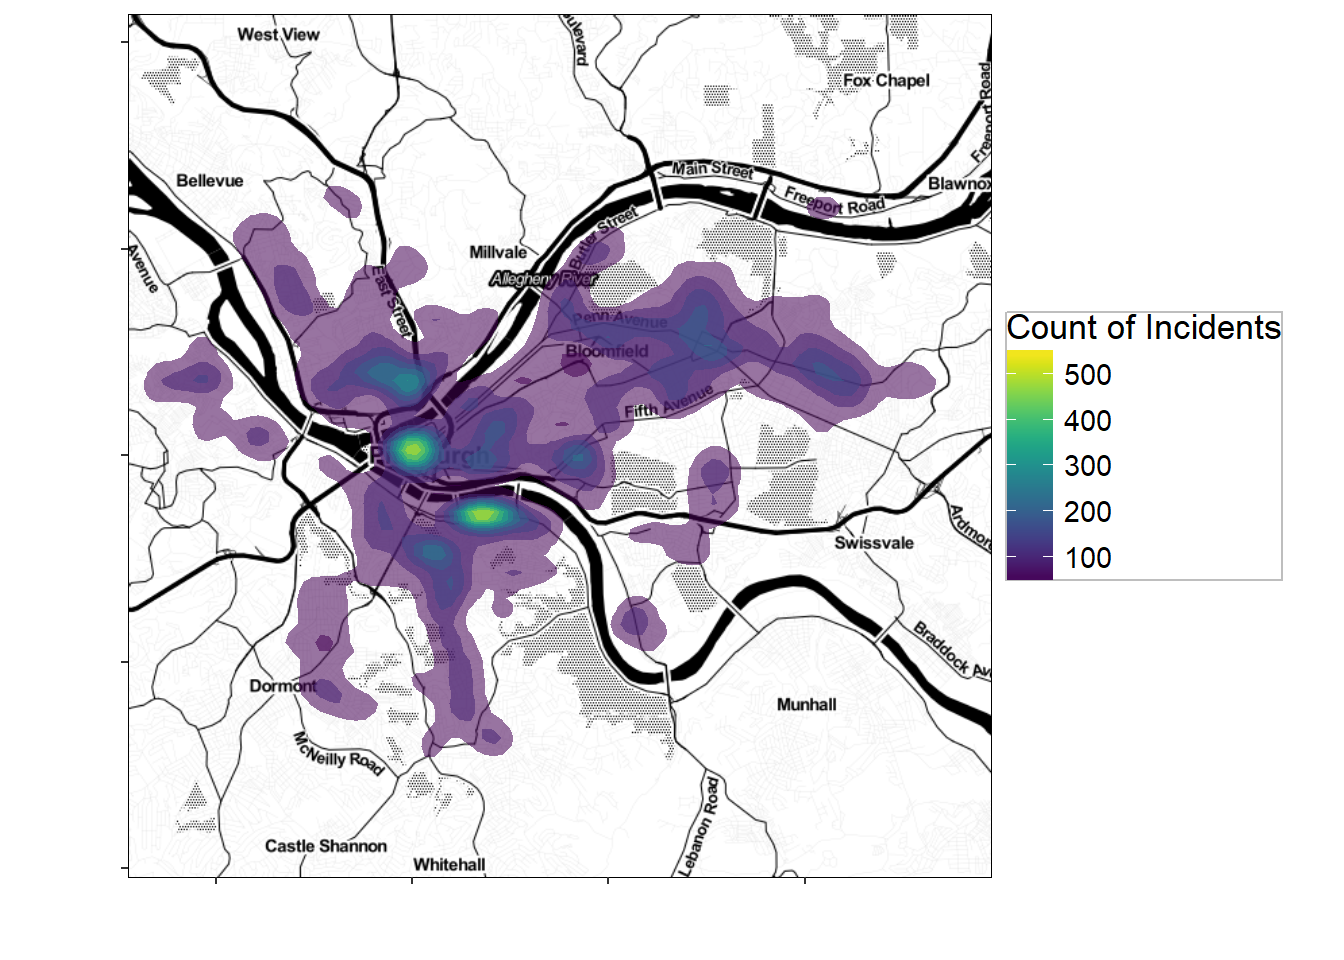 West View
oulevard
Fox Chapel
Freeport Road
Bellevue
Main Street
Blawnox
Freeport Road
Butler Street
Avenue
Millvale
Allegheny River
East Street
Penn Avenue
Bloomfield
Fifth Avenue
Pittsburgh
Swissvale
Ardmor
Braddock Av
Dormont
Munhall
McNeilly Road
Lebanon Road
Castle Shannon
Whitehall
Count of Incidents
500
400
300
200
100